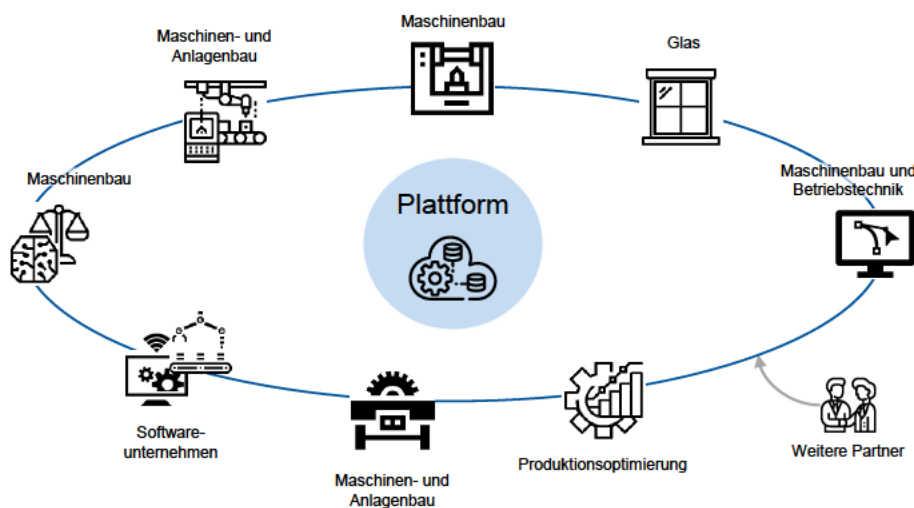 Maschinenbau
Maschinen- und
Anlagenbau
Glas
Maschinenbau
Maschinenbau und
Betriebstechnik
Plattform
Software-
unternehmen
Maschinen- und
Anlagenbau
Produktionsoptimierung
Weitere Partner